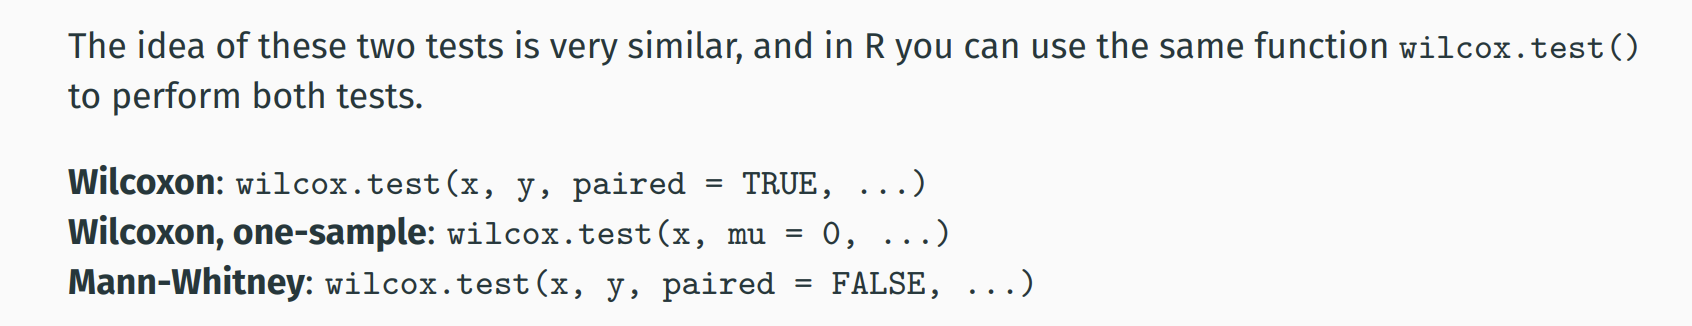 The idea of these two tests is very similar, and in R you can use the same function wilcox.test()
to perform both tests.
Wilcoxon: wilcox.test(x, y, paired = TRUE, ...)
Wilcoxon, one-sample: wilcox.test(x, mu = 0, ...)
Mann-Whitney: wilcox.test(x, y, paired = FALSE, ...)